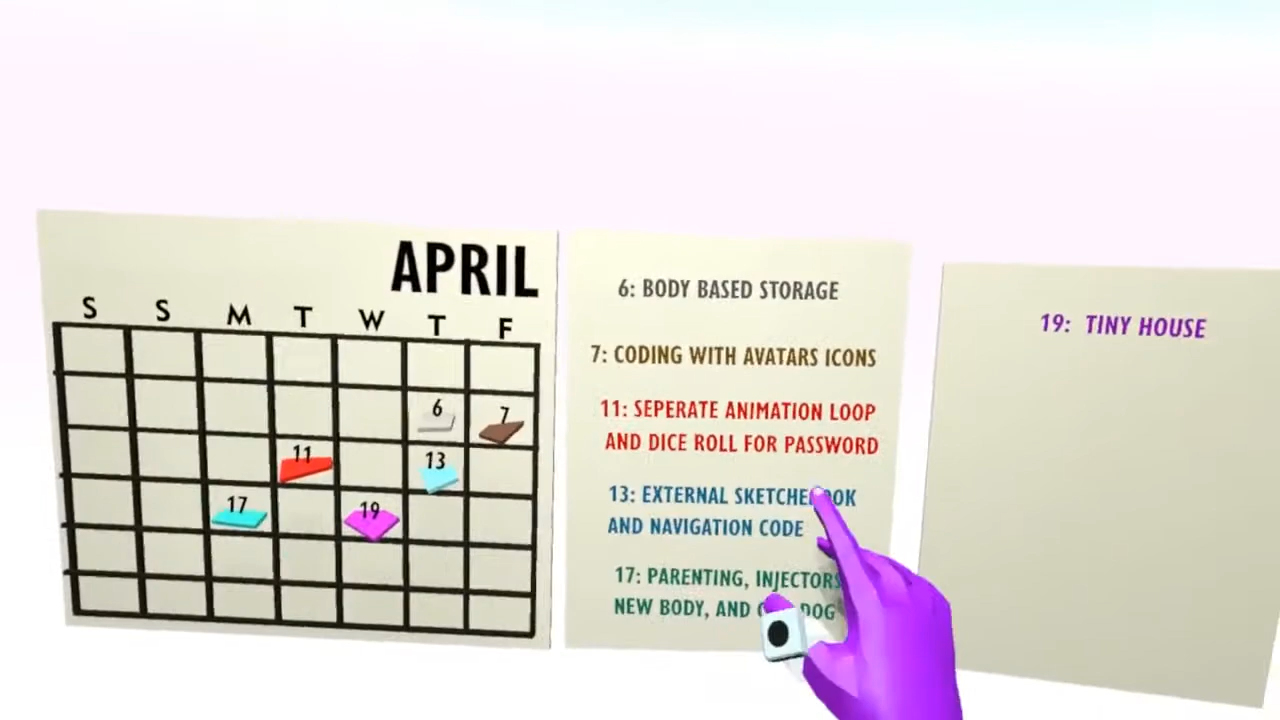 APRIL
S S M T W T F
6 7
11 13
17 19
6: BODY BASED STORAGE
7: CODING WITH AVATARS ICONS
11: SEPERATE ANIMATION LOOP
AND DICE ROLL FOR PASSWORD
13: EXTERNAL
AND NAVIGATION CODE
17: PARENTING, INJECTORS
NEW BODY, AND DOG
19: TINY HOUSE